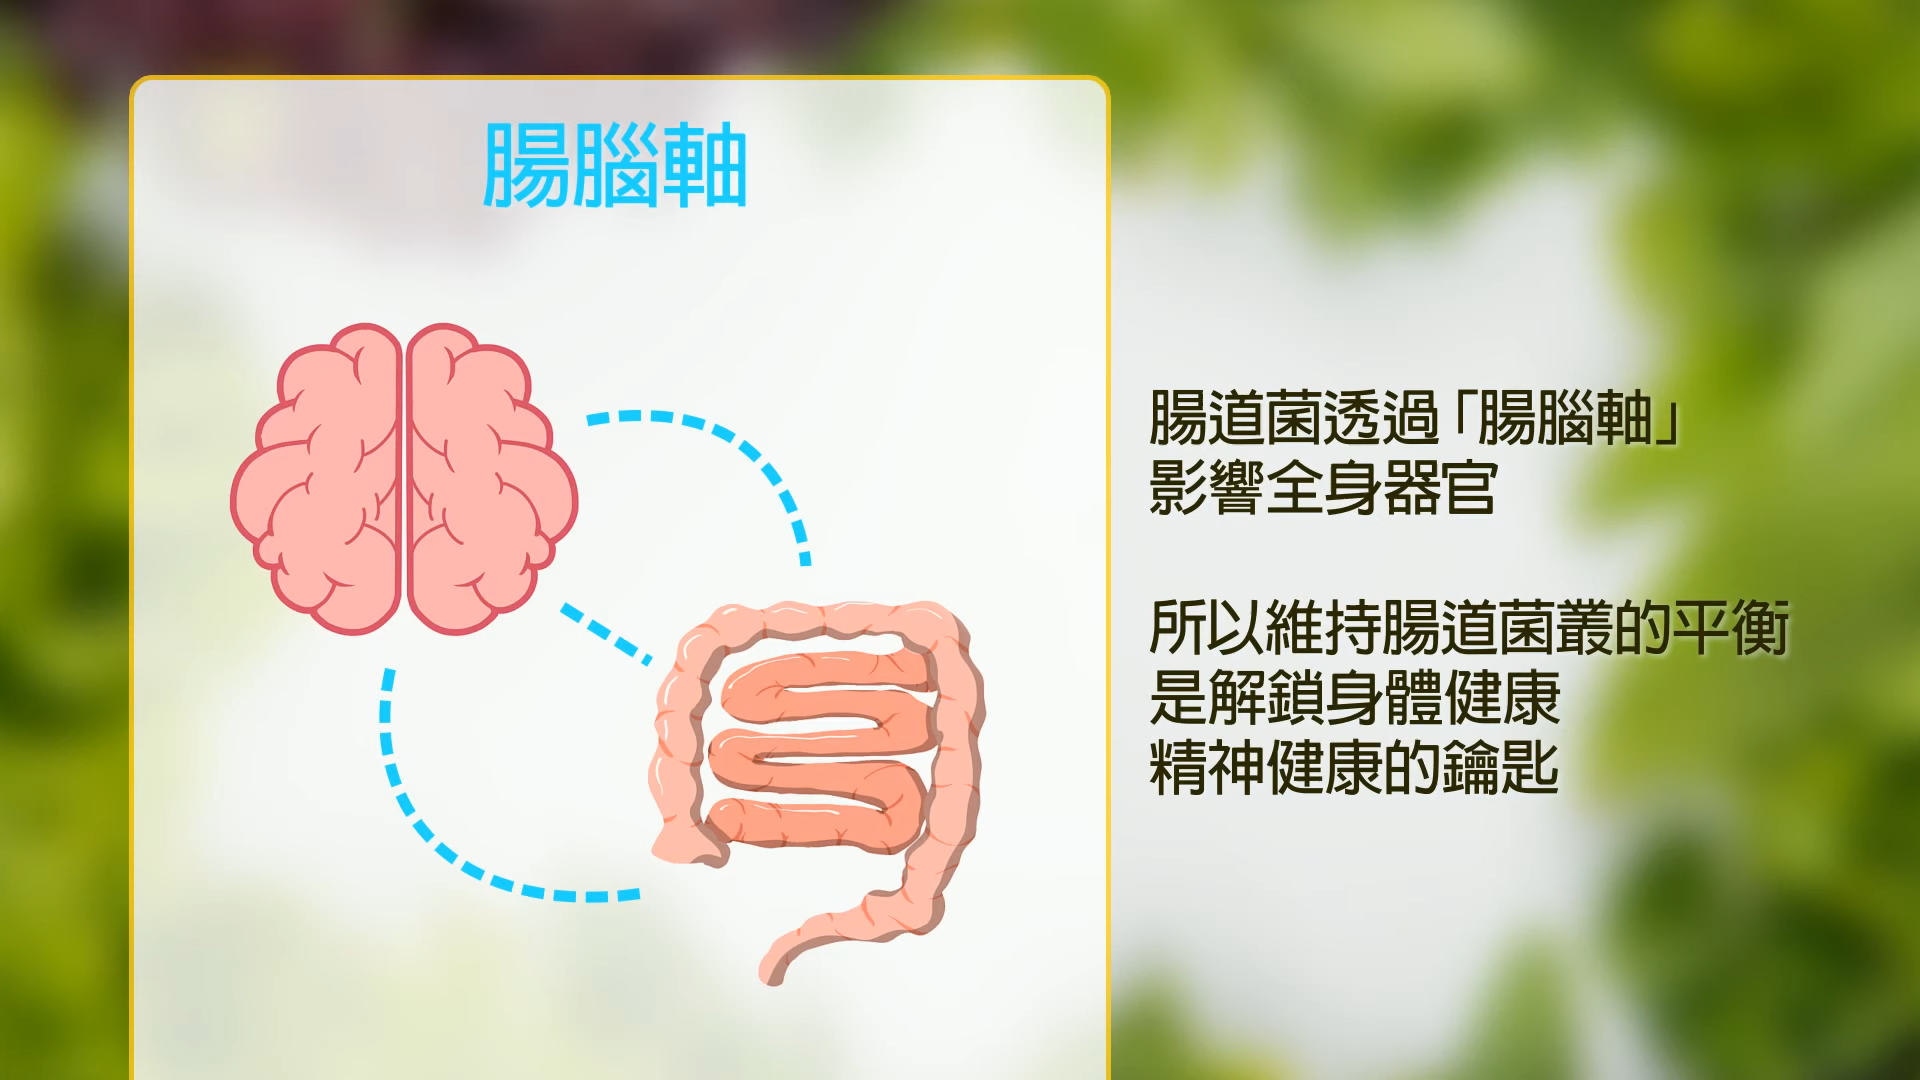 腸腦軸
腸道菌透過「腸腦軸」
影響全身器官
所以維持腸道菌叢的平衡
是解鎖身體健康
精神健康的鑰匙